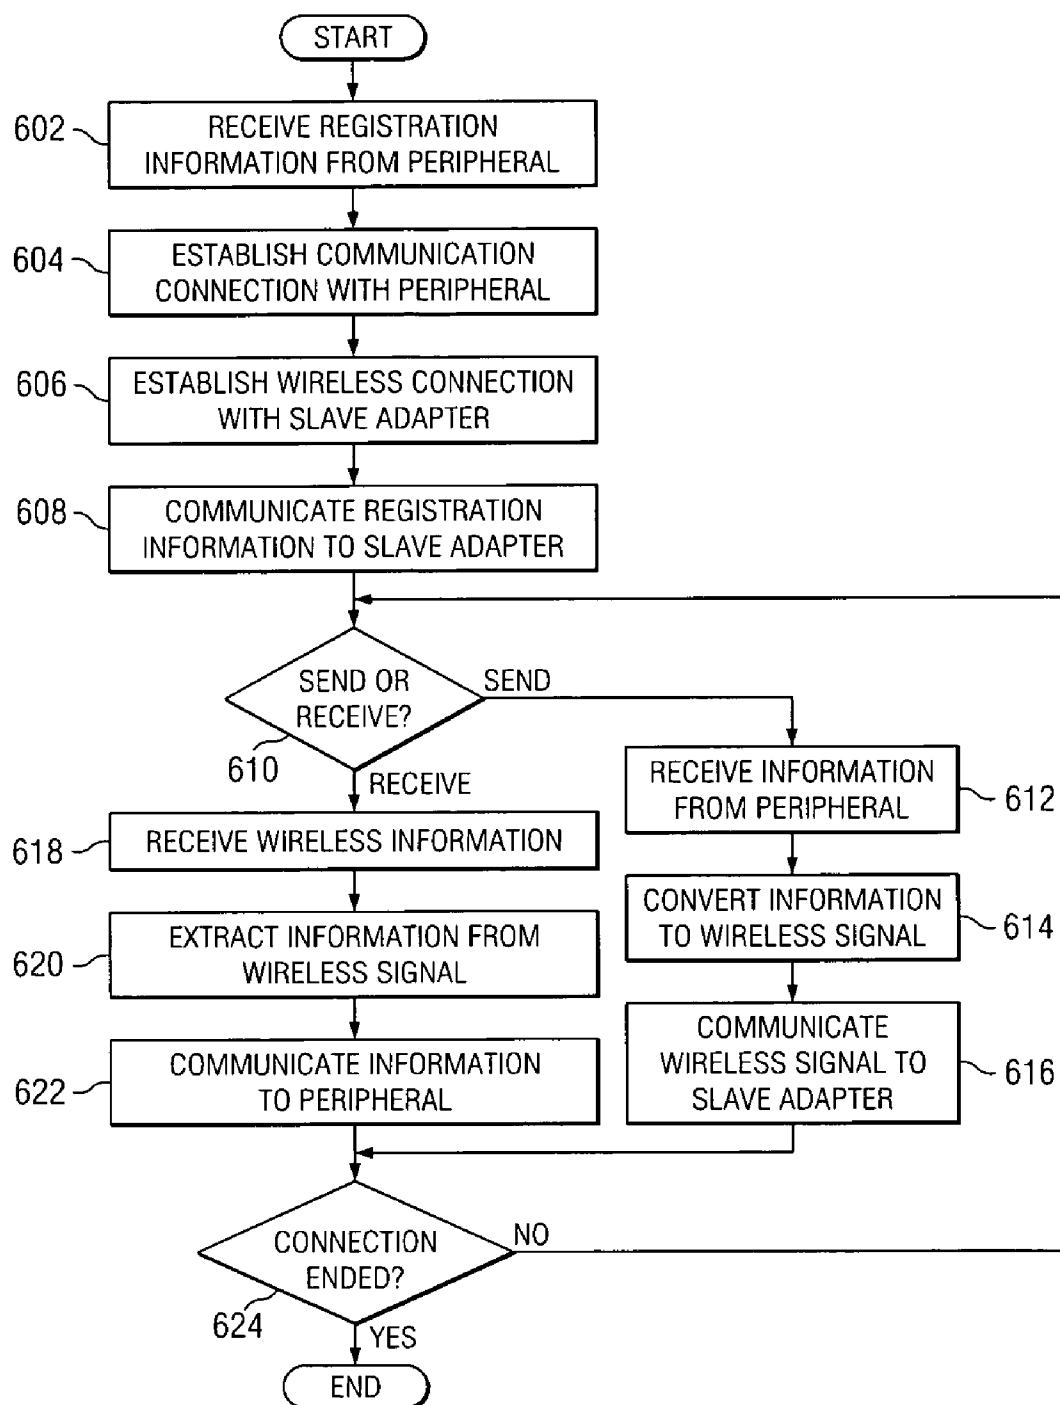 START
602
RECEIVE REGISTRATION
INFORMATION FROM PERIPHERAL
604
ESTABLISH COMMUNICATION
CONNECTION WITH PERIPHERAL
606
ESTABLISH WIRELESS CONNECTION
WITH SLAVE ADAPTER
608
COMMUNICATE REGISTRATION
INFORMATION TO SLAVE ADAPTER
SEND OR
RECEIVE?
610
SEND
RECEIVE
RECEIVE INFORMATION
FROM PERIPHERAL
612
CONVERT INFORMATION
TO WIRELESS SIGNAL
614
COMMUNICATE
WIRELESS SIGNAL TO
SLAVE ADAPTER
616
618
RECEIVE WIRELESS INFORMATION
620
EXTRACT INFORMATION FROM
WIRELESS SIGNAL
622
COMMUNICATE INFORMATION
TO PERIPHERAL
CONNECTION
ENDED?
624
NO
YES
END